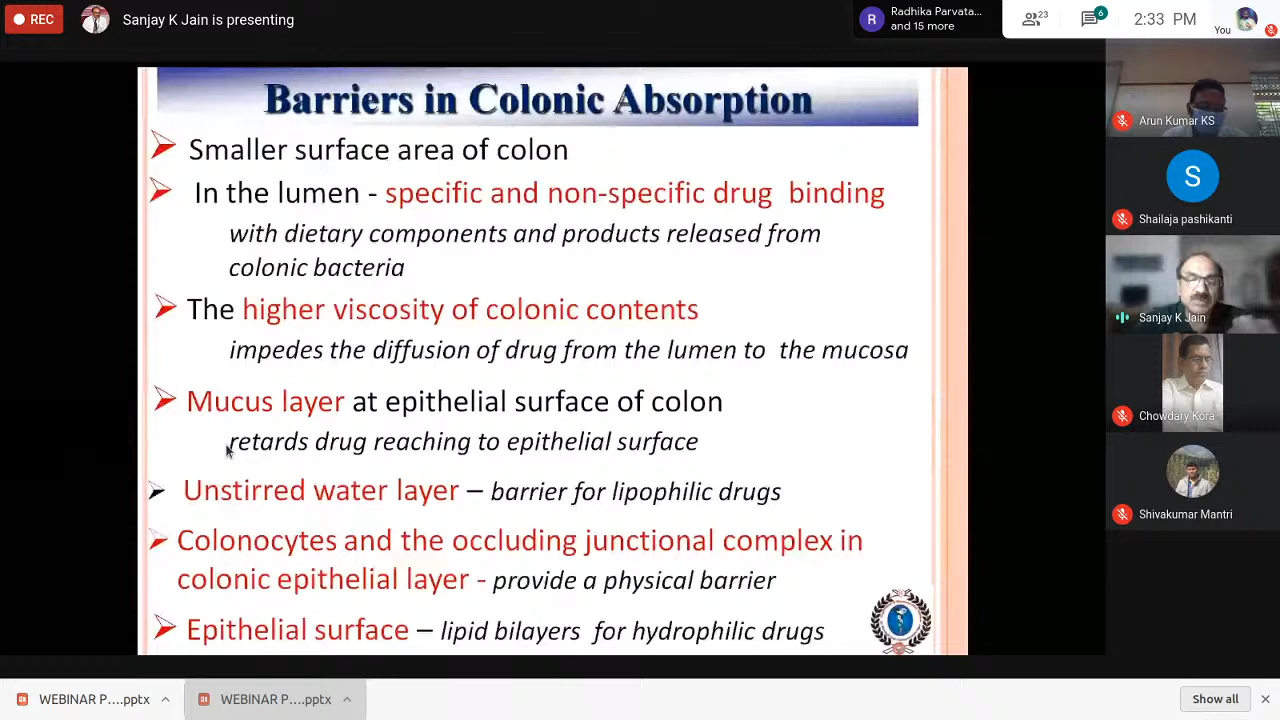 REC
Sanjay K Jain is presenting
R
Radhika Parvata...
and 15 more
23
6
2:33 PM
You
Barriers in Colonic Absorption
Smaller surface area of colon
In the lumen - specific and non-specific drug binding
with dietary components and products released from
colonic bacteria
The higher viscosity of colonic contents
impedes the diffusion of drug from the lumen to the mucosa
Mucus layer at epithelial surface of colon
retards drug reaching to epithelial surface
Unstirred water layer – barrier for lipophilic drugs
Colonocytes and the occluding junctional complex in
colonic epithelial layer - provide a physical barrier
Epithelial surface – lipid bilayers for hydrophilic drugs
Arun Kumar KS
S
Shailaja pashikanti
Sanjay K Jain
Chowdary Kora
Shivakumar Mantri
WEBINAR P....pptx
WEBINAR P....pptx
Show all